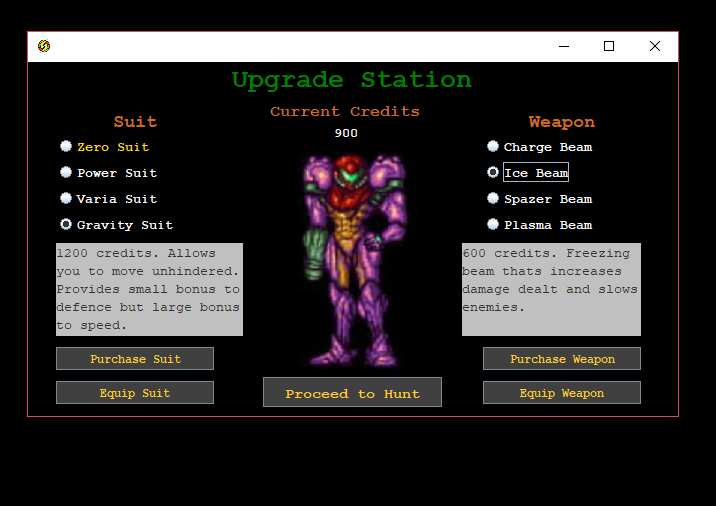 Upgrade Station
Current Credits
900
Suit
Zero Suit
Power Suit
Varia Suit
Gravity Suit
1200 credits. Allows
you to move unhindered.
Provides small bonus to
defence but large bonus
to speed.
Purchase Suit
Equip Suit
Proceed to Hunt
Weapon
Charge Beam
Ice Beam
Spazer Beam
Plasma Beam
600 credits. Freezing
beam thats increases
damage dealt and slows
enemies.
Purchase Weapon
Equip Weapon